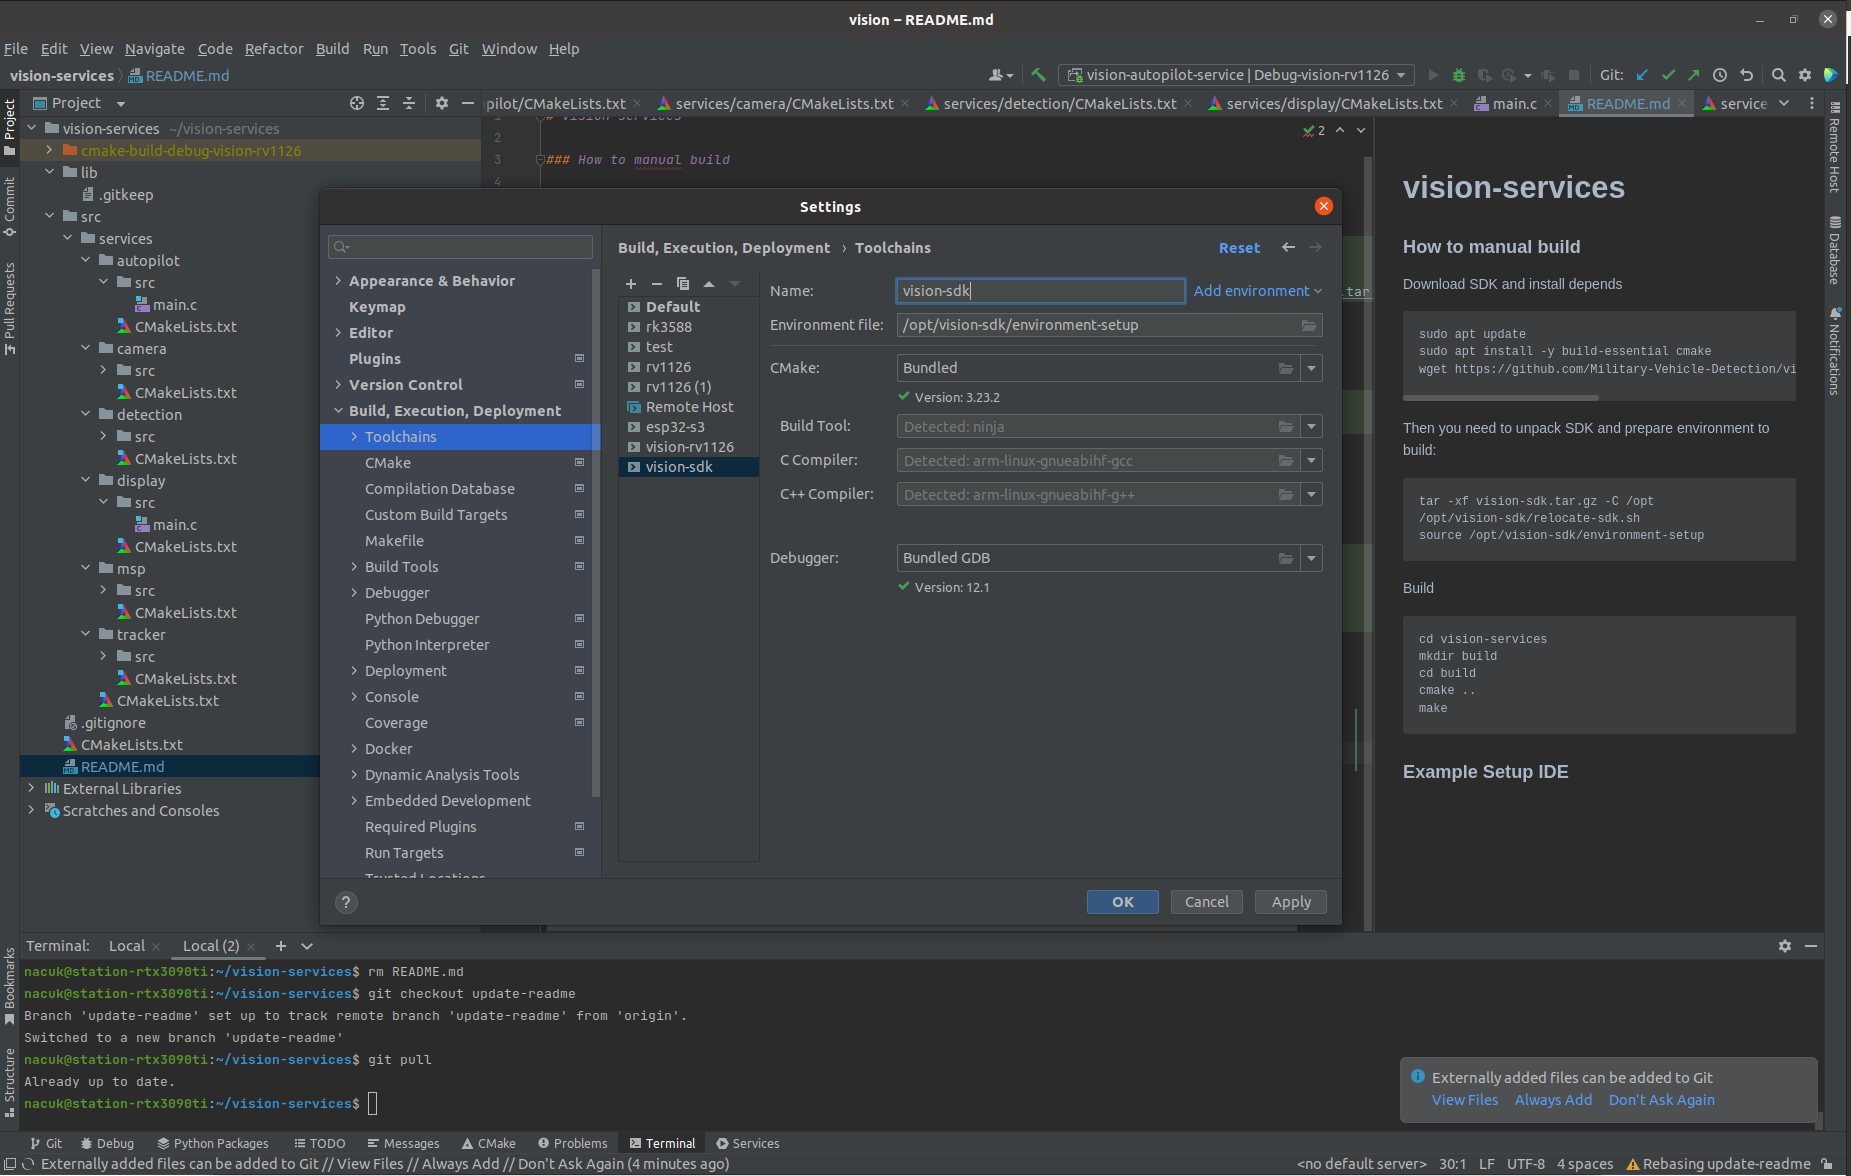 vision – README.md
File Edit View Navigate Code Refactor Build Run Tools Git Window Help
vision-services README.md
vision-autopilot-service | Debug-vision-rv1126
Git:
Project
pilot/CMakeLists.txt
services/camera/CMakeLists.txt
services/detection/CMakeLists.txt
services/display/CMakeLists.txt
main.c
README.md
service
Project
Commit
Pull Requests
Bookmarks
Structure
Remote Host
Database
Notifications
vision-services ~/vision-services
cmake-build-debug-vision-rv1126
lib
.gitkeep
src
services
autopilot
src
main.c
CMakeLists.txt
camera
src
CMakeLists.txt
detection
src
CMakeLists.txt
display
src
main.c
CMakeLists.txt
msp
src
CMakeLists.txt
tracker
src
CMakeLists.txt
CMakeLists.txt
.gitignore
CMakeLists.txt
README.md
External Libraries
Scratches and Consoles
1 # vision-services
2
3 ### How to manual build
4
2
.tar
Settings
Appearance & Behavior
Keymap
Editor
Plugins
Version Control
Build, Execution, Deployment
Toolchains
CMake
Compilation Database
Custom Build Targets
Makefile
Build Tools
Debugger
Python Debugger
Python Interpreter
Deployment
Console
Coverage
Docker
Dynamic Analysis Tools
Embedded Development
Required Plugins
Run Targets
Trusted Locations
Build, Execution, Deployment › Toolchains
Reset
Default
rk3588
test
rv1126
rv1126 (1)
Remote Host
esp32-s3
vision-rv1126
vision-sdk
Name: vision-sdk Add environment
Environment file: /opt/vision-sdk/environment-setup
CMake: Bundled
Version: 3.23.2
Build Tool: Detected: ninja
C Compiler: Detected: arm-linux-gnueabihf-gcc
C++ Compiler: Detected: arm-linux-gnueabihf-g++
Debugger: Bundled GDB
Version: 12.1
?
OK Cancel Apply
vision-services
How to manual build
Download SDK and install depends
sudo apt update
sudo apt install -y build-essential cmake
wget https://github.com/Military-Vehicle-Detection/vi
Then you need to unpack SDK and prepare environment to
build:
tar -xf vision-sdk.tar.gz -C /opt
/opt/vision-sdk/relocate-sdk.sh
source /opt/vision-sdk/environment-setup
Build
cd vision-services
mkdir build
cd build
cmake ..
make
Example Setup IDE
Terminal: Local Local (2)
nacuk@station-rtx3090ti:~/vision-services$ rm README.md
nacuk@station-rtx3090ti:~/vision-services$ git checkout update-readme
Branch 'update-readme' set up to track remote branch 'update-readme' from 'origin'.
Switched to a new branch 'update-readme'
nacuk@station-rtx3090ti:~/vision-services$ git pull
Already up to date.
nacuk@station-rtx3090ti:~/vision-services$
Externally added files can be added to Git
View Files Always Add Don't Ask Again
Git Debug Python Packages TODO Messages CMake Problems Terminal Services
Externally added files can be added to Git // View Files // Always Add // Don't Ask Again (4 minutes ago)
<no default server> 30:1 LF UTF-8 4 spaces Rebasing update-readme